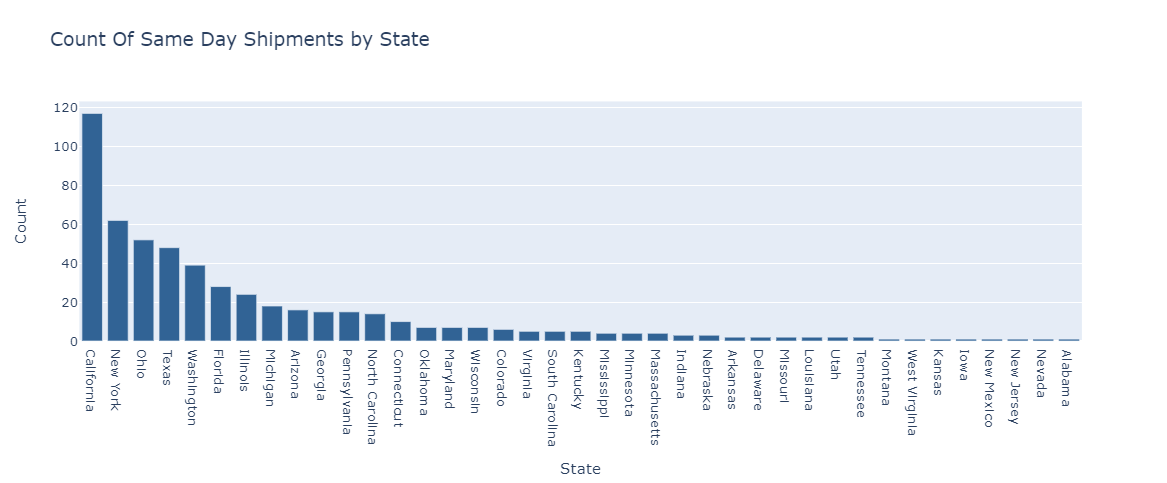 Count Of Same Day Shipments by State
120
100
80
60
40
20
0
Count
California
New York
Ohio
Texas
Washington
Florida
Illinois
Michigan
Arizona
Georgia
Pennsylvania
North Carolina
Connecticut
Oklahoma
Maryland
Wisconsin
Colorado
Virginia
South Carolina
Kentucky
Mississippi
Minnesota
Massachusetts
Indiana
Nebraska
Arkansas
Delaware
Missouri
Louisiana
Utah
Tennessee
Montana
West Virginia
Kansas
Iowa
New Mexico
New Jersey
Nevada
Alabama
State